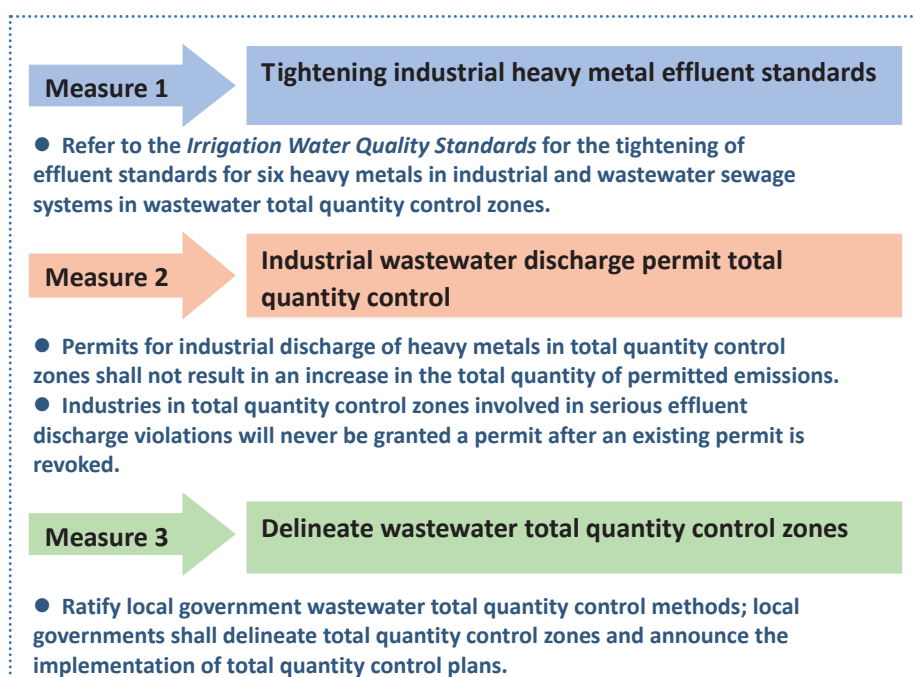 Measure 1
Tightening industrial heavy metal effluent standards
● Refer to the Irrigation Water Quality Standards for the tightening of
effluent standards for six heavy metals in industrial and wastewater sewage
systems in wastewater total quantity control zones.
Measure 2
Industrial wastewater discharge permit total
quantity control
● Permits for industrial discharge of heavy metals in total quantity control
zones shall not result in an increase in the total quantity of permitted emissions.
● Industries in total quantity control zones involved in serious effluent
discharge violations will never be granted a permit after an existing permit is
revoked.
Measure 3
Delineate wastewater total quantity control zones
● Ratify local government wastewater total quantity control methods; local
governments shall delineate total quantity control zones and announce the
implementation of total quantity control plans.